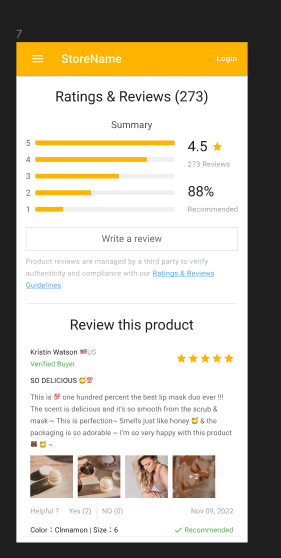 7
StoreName
Login
Ratings & Reviews (273)
Summary
5
4
3
2
1
4.5
273 Reviews
88%
Recommended
Write a review
Product reviews are managed by a third party to verify
authenticity and compliance with our Ratings & Reviews
Guidelines
Review this product
Kristin Watson 🇺🇸US
Verified Buyer
SO DELICIOUS 😋💯
This is 💯 one hundred percent the best lip mask duo ever !!!
The scent is delicious and it's so smooth from the scrub &
mask ~ This is perfection~ Smells just like honey 😋 & the
packaging is so adorable ~ I'm so very happy with this product
🐻 😋 ~
+2
Helpful ? Yes (2) NO (0) Nov 09, 2022
Color : CInnamon | Size : 6 Recommended